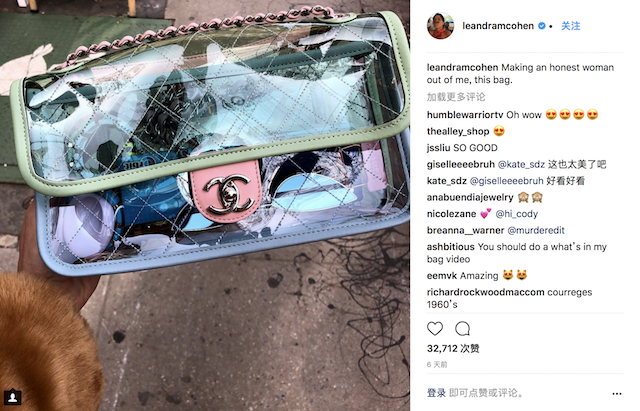 leandramcohen • 关注
leandramcohen Making an honest woman
out of me, this bag.
加载更多评论
humblewarriortv Oh wow 😍😍😍😍
thealley_shop 😍
jssliu SO GOOD
giselleeeebruh @kate_sdz 这也太美了吧
kate_sdz @giselleeeebruh 好看好看
anabuendiajewelry 🙈🙈
nicolezane 💕 @hi_cody
breanna__warner @murderedit
ashbitious You should do a what's in my
bag video
eemvk Amazing 😻😻
richardrockwoodmaccom courreges
1960's
32,712 次赞
6 天前
登录 即可点赞或评论。